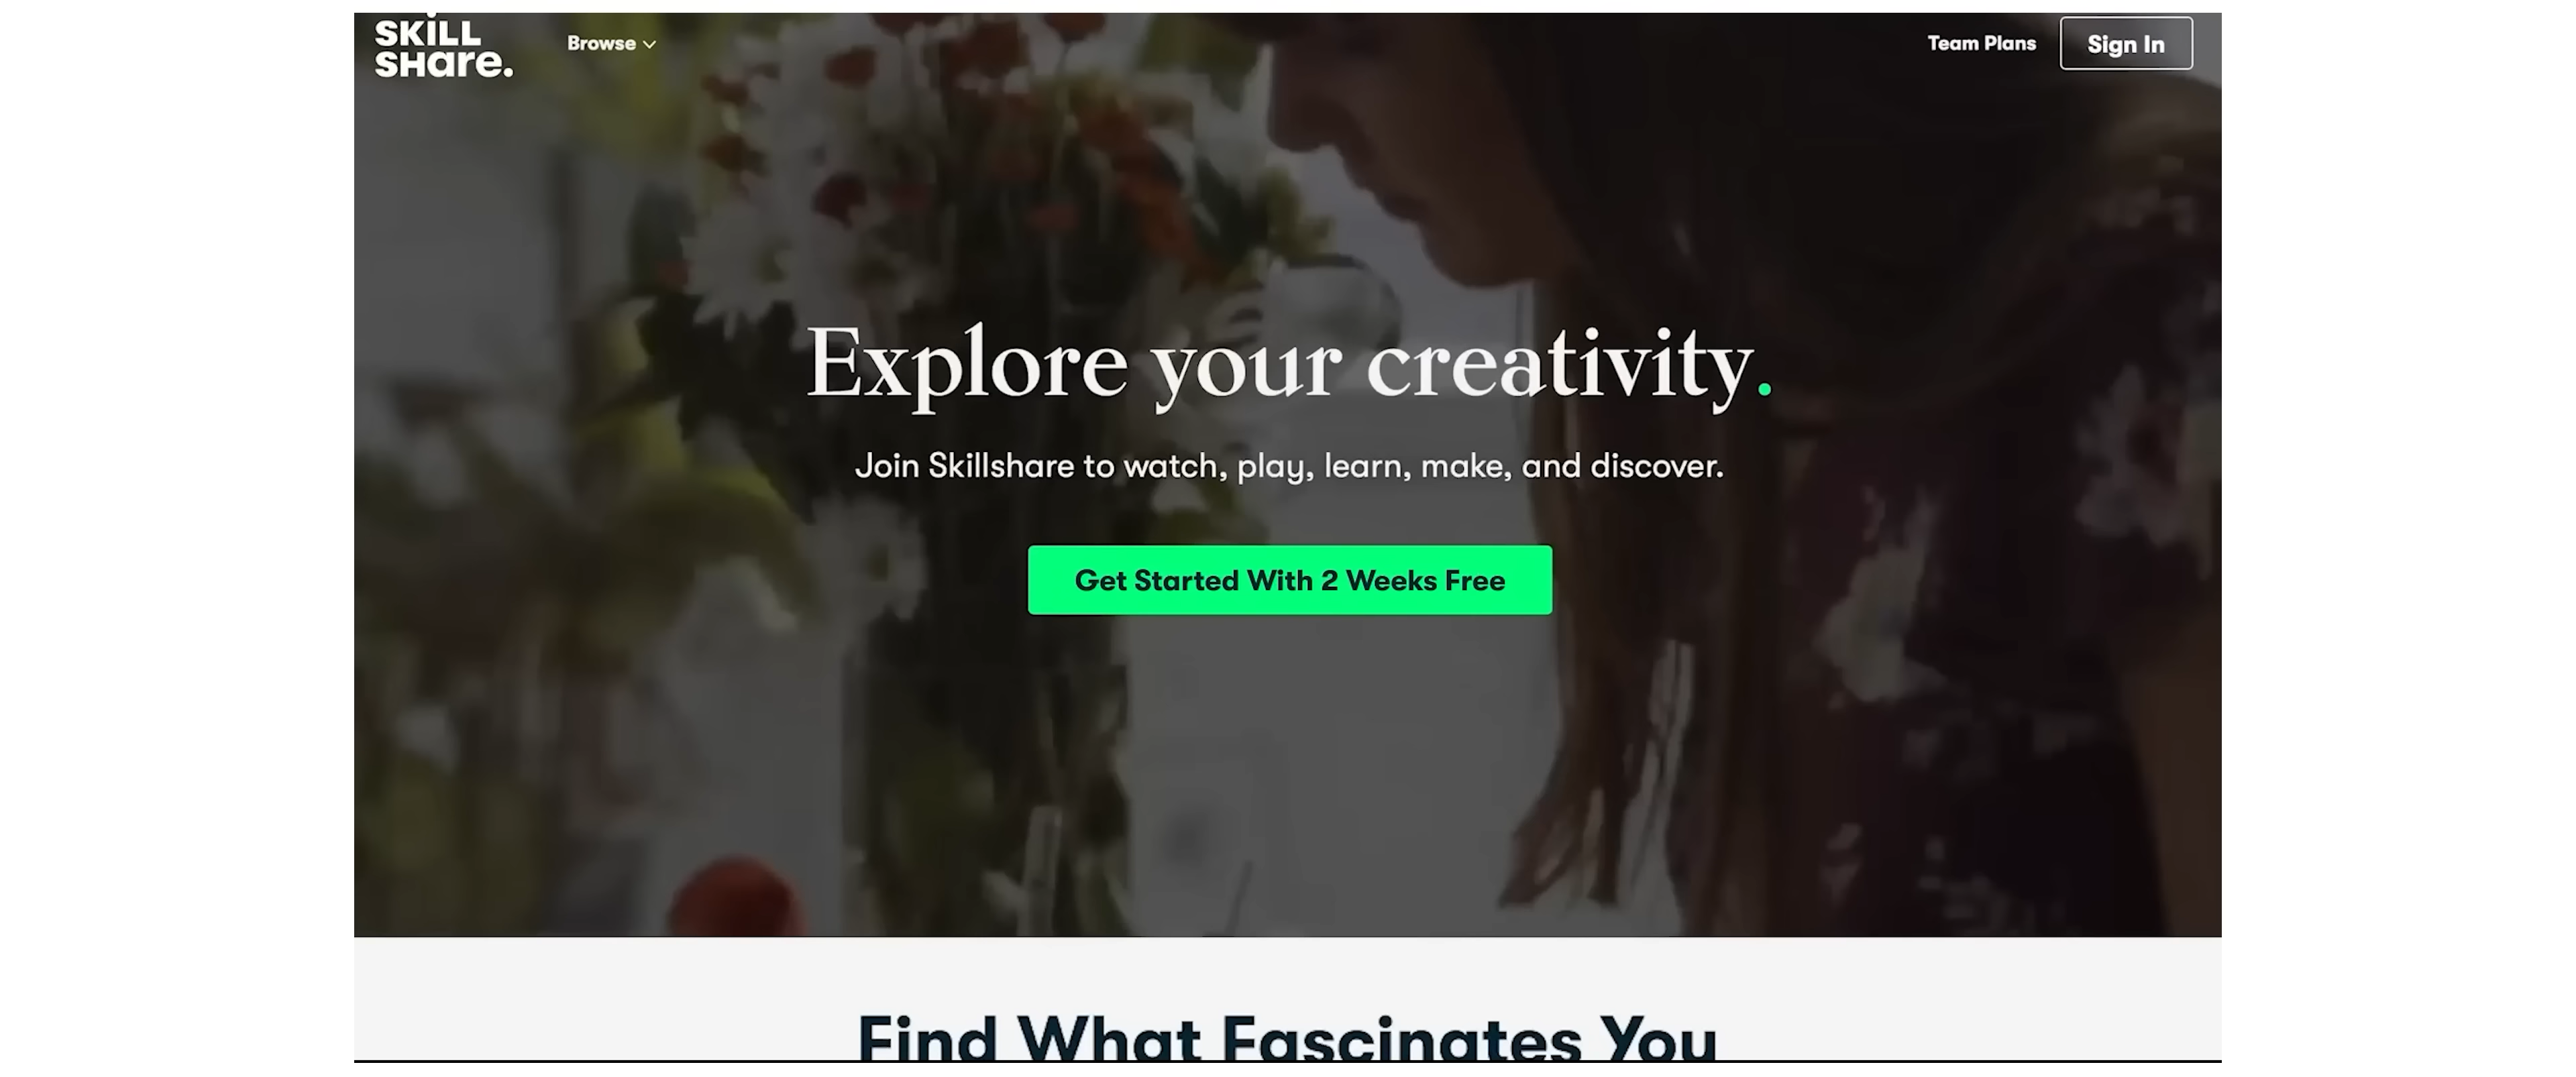 SKiLL
SHare.
Browse
Team Plans
Sign In
Explore your creativity.
Join Skillshare to watch, play, learn, make, and discover.
Get Started With 2 Weeks Free
Find What Fascinates You